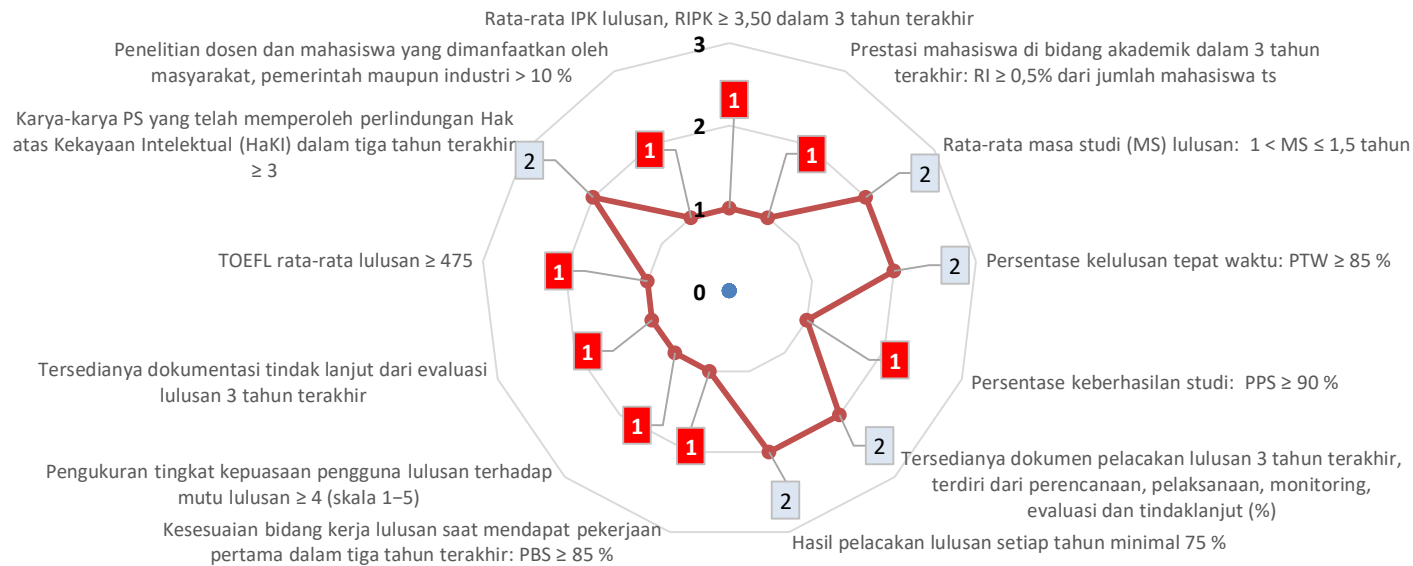 Rata-rata IPK lulusan, RIPK ≥ 3,50 dalam 3 tahun terakhir
Prestasi mahasiswa di bidang akademik dalam 3 tahun
terakhir: RI ≥ 0,5% dari jumlah mahasiswa ts
Rata-rata masa studi (MS) lulusan:  1 < MS ≤ 1,5 tahun
Persentase kelulusan tepat waktu: PTW ≥ 85 %
Persentase keberhasilan studi:  PPS ≥ 90 %
Tersedianya dokumen pelacakan lulusan 3 tahun terakhir,
terdiri dari perencanaan, pelaksanaan, monitoring,
evaluasi dan tindaklanjut (%)
Hasil pelacakan lulusan setiap tahun minimal 75 %
Kesesuaian bidang kerja lulusan saat mendapat pekerjaan
pertama dalam tiga tahun terakhir: PBS ≥ 85 %
Pengukuran tingkat kepuasaan pengguna lulusan terhadap
mutu lulusan ≥ 4 (skala 1–5)
Tersedianya dokumentasi tindak lanjut dari evaluasi
lulusan 3 tahun terakhir
TOEFL rata-rata lulusan ≥ 475
Karya-karya PS yang telah memperoleh perlindungan Hak
atas Kekayaan Intelektual (HaKI) dalam tiga tahun terakhir
≥ 3
Penelitian dosen dan mahasiswa yang dimanfaatkan oleh
masyarakat, pemerintah maupun industri > 10 %
3
2
1
0
1
1
2
2
1
2
2
1
1
1
1
2
1